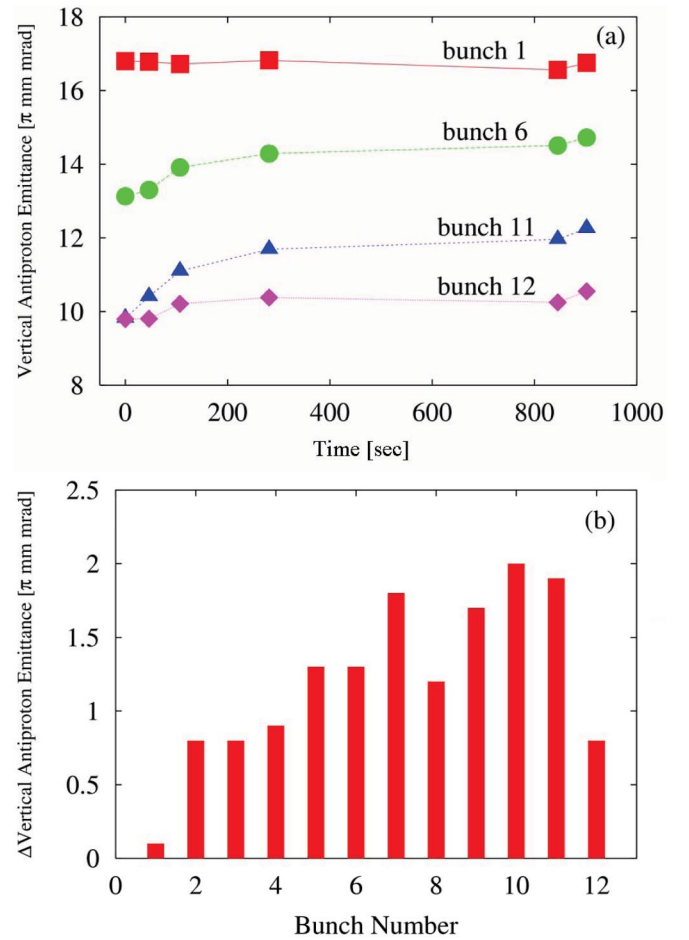 18
16
14
12
10
8
Vertical Antiproton Emittance [π mm mrad]
(a)
bunch 1
bunch 6
bunch 11
bunch 12
0 200 400 600 800 1000
Time [sec]
2.5
2
1.5
1
0.5
0
ΔVertical Antiproton Emittance [π mm mrad]
(b)
0 2 4 6 8 10 12
Bunch Number